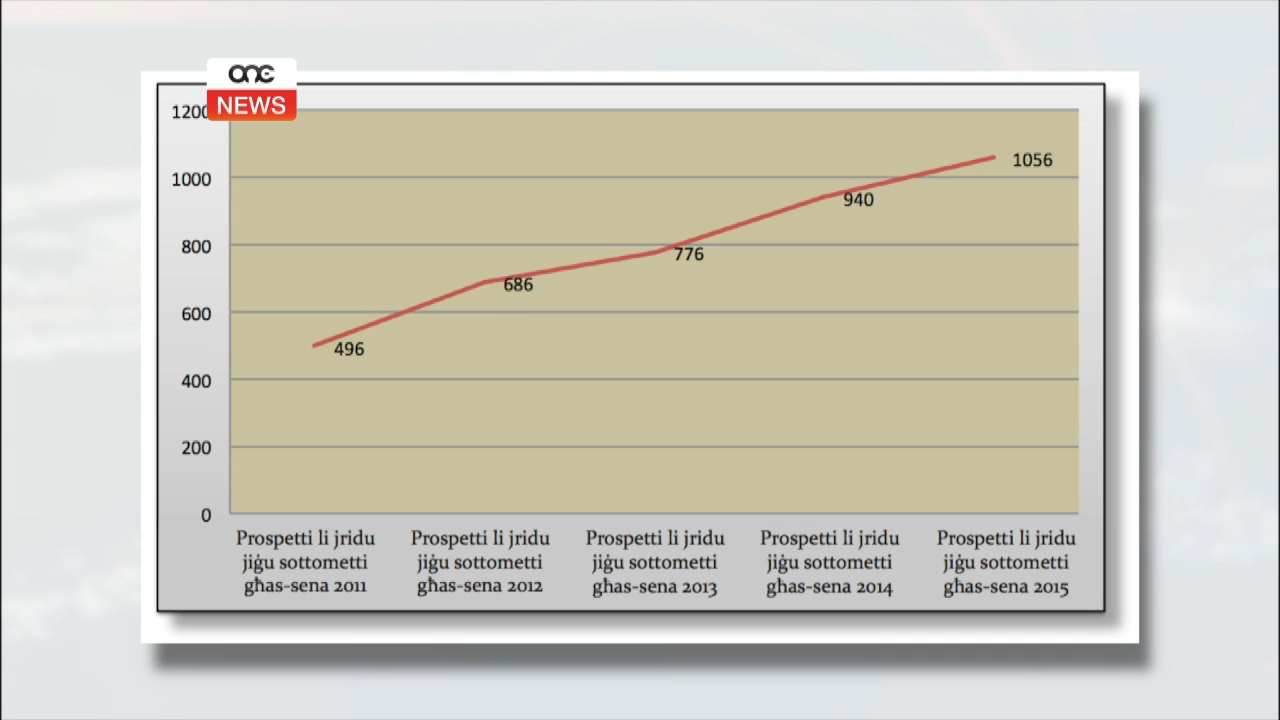 one
NEWS
1200
1000
800
600
400
200
0
496
686
776
940
1056
Prospetti li jridu
jiġu sottometti
għas-sena 2011
Prospetti li jridu
jiġu sottometti
għas-sena 2012
Prospetti li jridu
jiġu sottometti
għas-sena 2013
Prospetti li jridu
jiġu sottometti
għas-sena 2014
Prospetti li jridu
jiġu sottometti
għas-sena 2015